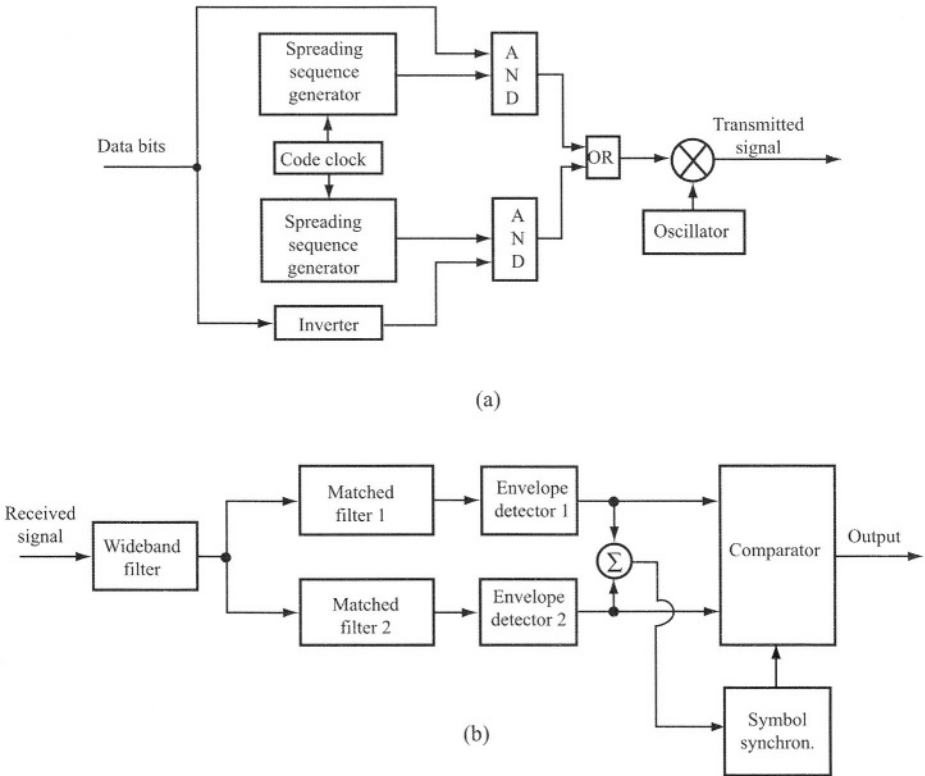 Spreading
sequence
generator
A
N
D
Data bits
Code clock
OR
Transmitted
signal
Spreading
sequence
generator
A
N
D
Oscillator
Inverter
(a)
Received
signal
Wideband
filter
Matched
filter 1
Envelope
detector 1
Σ
Comparator
Output
Matched
filter 2
Envelope
detector 2
Symbol
synchron.
(b)